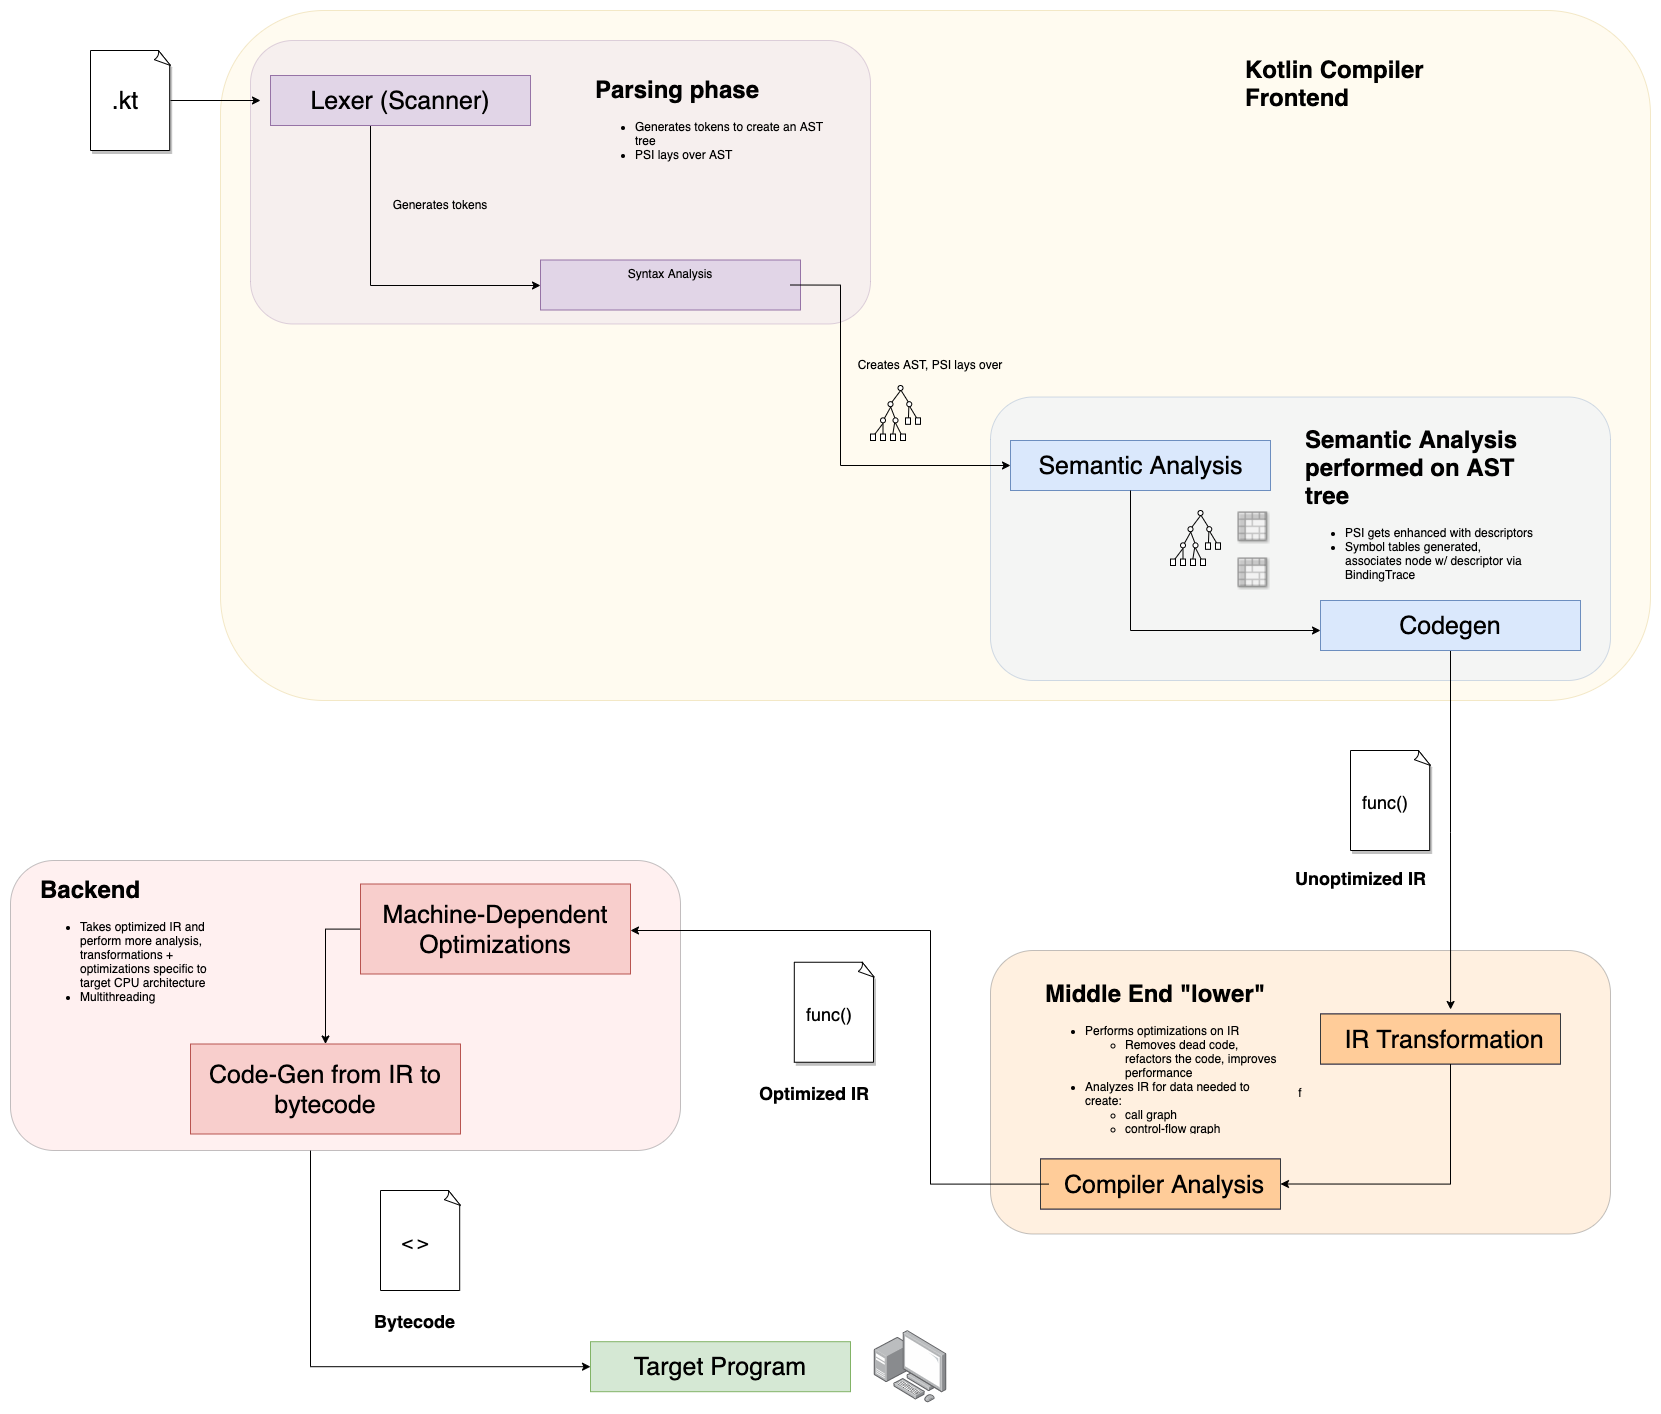 .kt
Lexer (Scanner)
Parsing phase
• Generates tokens to create an AST
tree
• PSI lays over AST
Kotlin Compiler
Frontend
Generates tokens
Syntax Analysis
Creates AST, PSI lays over
Semantic Analysis
Semantic Analysis
performed on AST
tree
• PSI gets enhanced with descriptors
• Symbol tables generated,
associates node w/ descriptor via
BindingTrace
Codegen
func()
Unoptimized IR
Middle End "lower"
• Performs optimizations on IR
◦ Removes dead code,
refactors the code, improves
performance
• Analyzes IR for data needed to
create:
◦ call graph
◦ control-flow graph
f
IR Transformation
Compiler Analysis
func()
Optimized IR
Backend
• Takes optimized IR and
perform more analysis,
transformations +
optimizations specific to
target CPU architecture
• Multithreading
Machine-Dependent
Optimizations
Code-Gen from IR to
bytecode
<>
Bytecode
Target Program